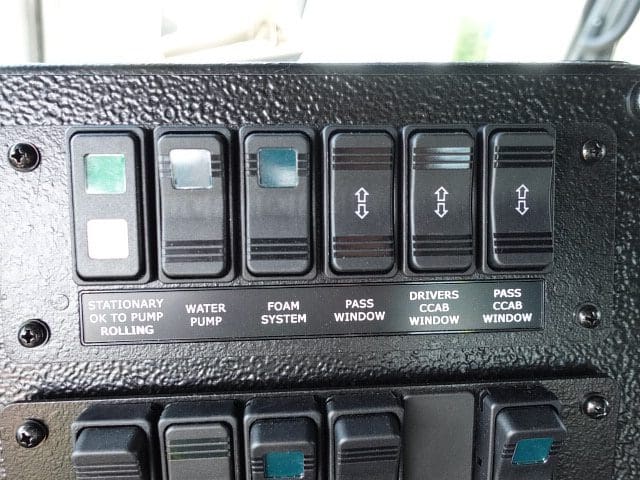 STATIONARY
OK TO PUMP
ROLLING
WATER
PUMP
FOAM
SYSTEM
PASS
WINDOW
DRIVERS
CCAB
WINDOW
PASS
CCAB
WINDOW